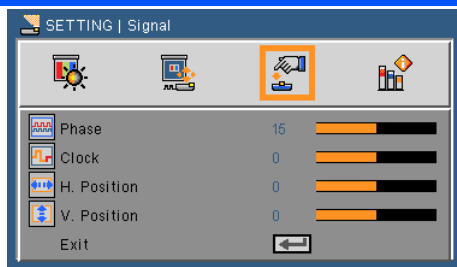 SETTING | Signal
Phase 15
Clock 0
H. Position 0
V. Position 0
Exit